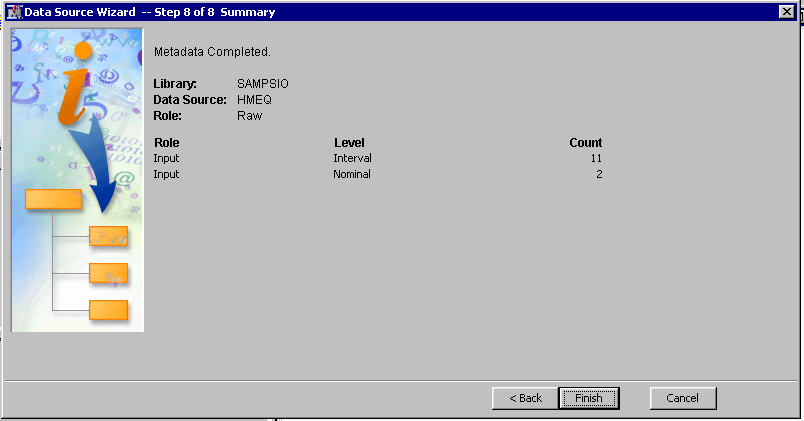 Data Source Wizard -- Step 8 of 8 Summary
Metadata Completed.
Library: SAMPSIO
Data Source: HMEQ
Role: Raw
Role Level Count
Input Interval 11
Input Nominal 2
< Back Finish Cancel